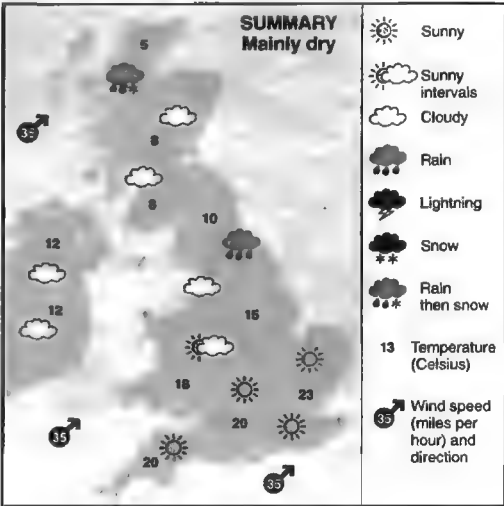 SUMMARY
Mainly dry
5
35
8
8
10
12
12
15
18
23
20
20
35
35
Sunny
Sunny
intervals
Cloudy
Rain
Lightning
Snow
Rain
then snow
13 Temperature
(Celsius)
35 Wind speed
(miles per
hour) and
direction